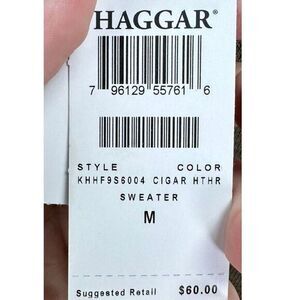 HAGGAR®
7 96129 55761 6
STYLE COLOR
KHHF9S6004 CIGAR HTHR
SWEATER
M
Suggested Retail $60.00